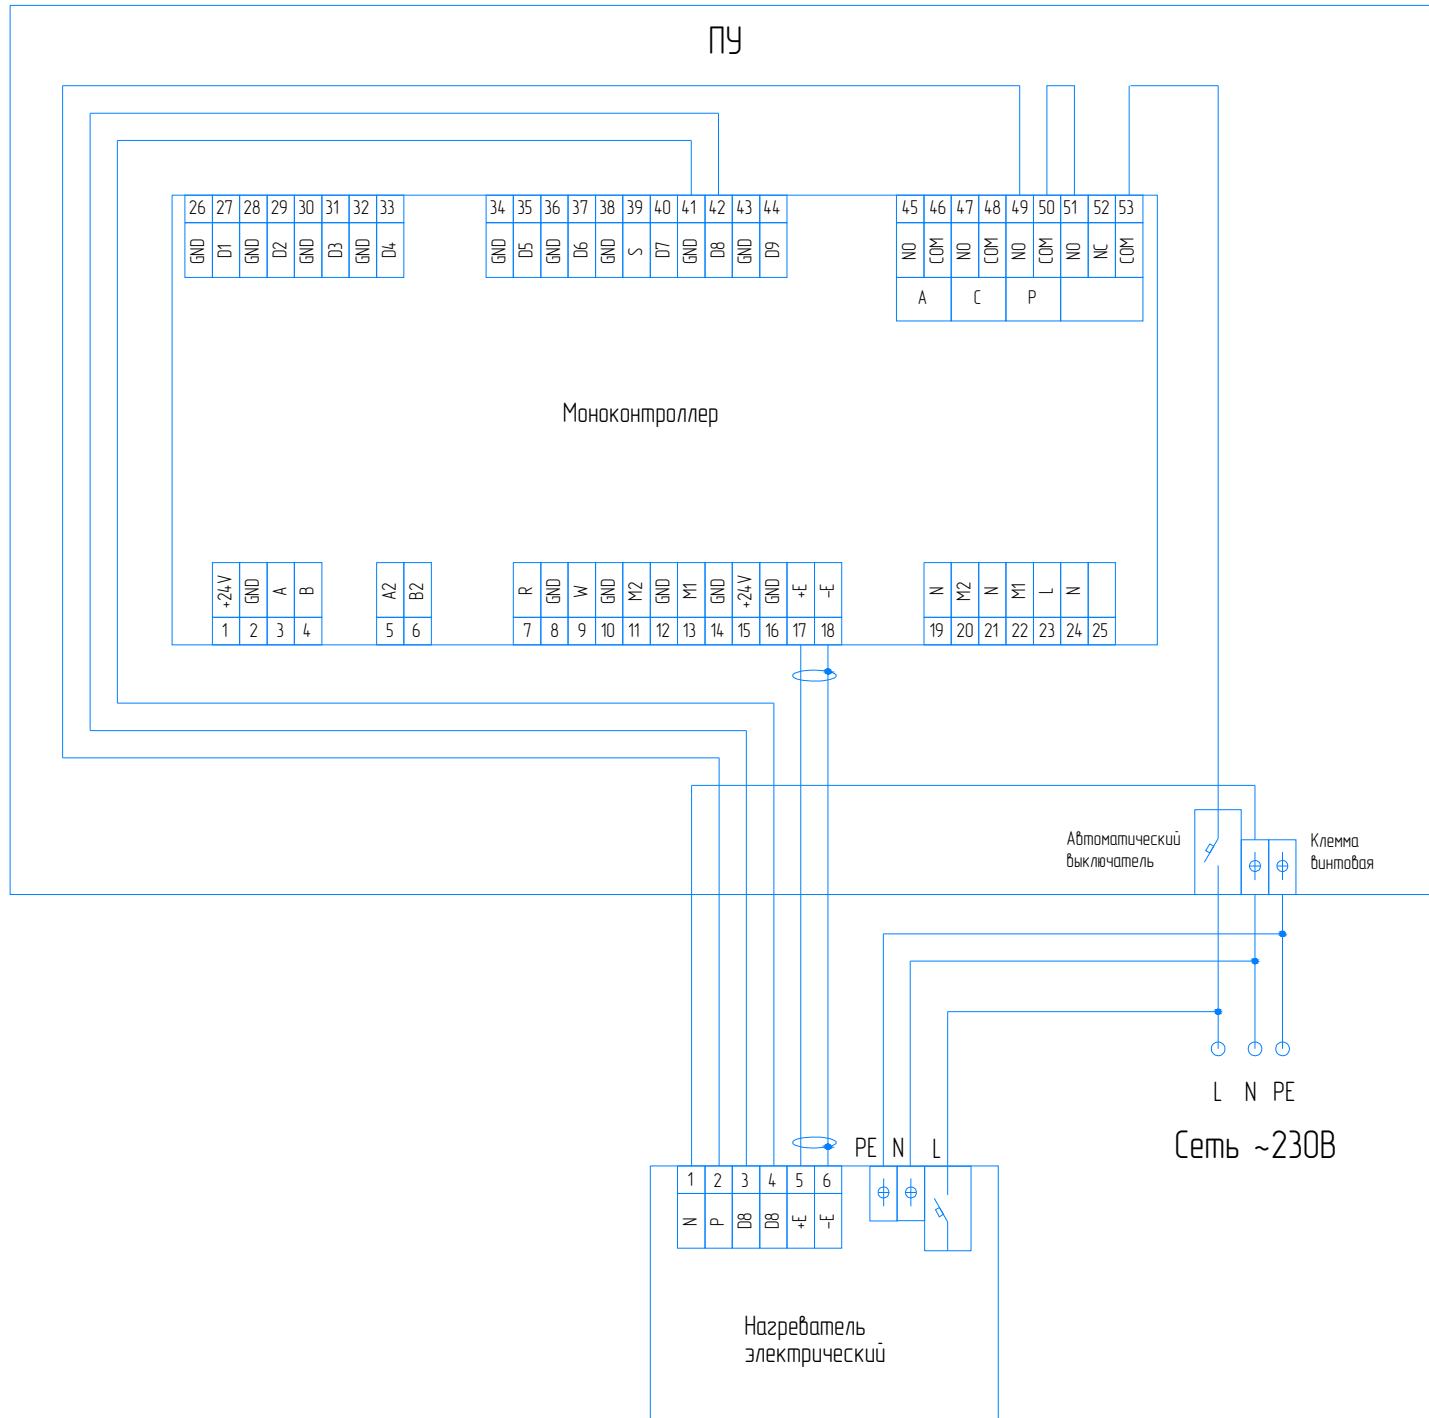 ПУ
26 27 28 29 30 31 32 33
GND D1 GND D2 GND D3 GND D4
34 35 36 37 38 39 40 41 42 43 44
GND D5 GND D6 GND S D7 GND D8 GND D9
45 46 47 48 49 50 51 52 53
NO COM NO COM NO COM NO NC COM
A C P
Моноконтроллер
+24V GND A B
1 2 3 4
A2 B2
5 6
R GND W GND M2 GND M1 GND +24V GND +E -E
7 8 9 10 11 12 13 14 15 16 17 18
N M2 N M1 L N
19 20 21 22 23 24 25
Автоматический
выключатель
Клемма
винтовая
L N PE
Сеть ~230В
PE N L
1 2 3 4 5 6
N P D8 D8 +E -E
Нагреватель
электрический